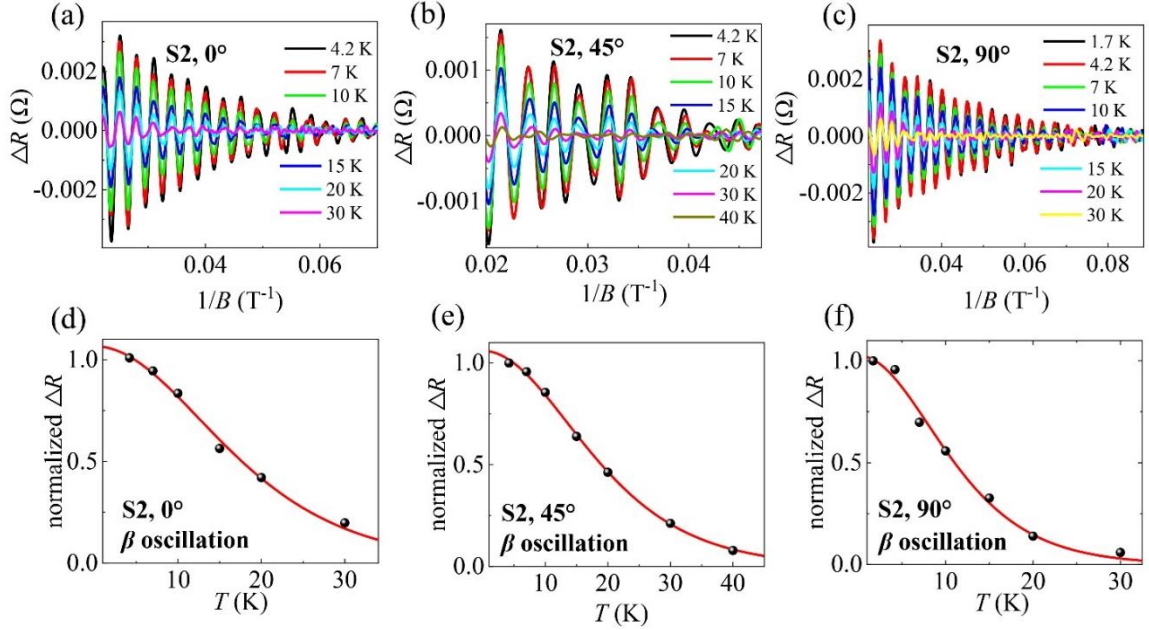 (a)
S2, 0°
4.2 K
7 K
10 K
15 K
20 K
30 K
0.002
0.000
-0.002
ΔR (Ω)
0.04
0.06
1/B (T⁻¹)
(b)
S2, 45°
4.2 K
7 K
10 K
15 K
20 K
30 K
40 K
0.001
0.000
-0.001
ΔR (Ω)
0.02
0.03
0.04
1/B (T⁻¹)
(c)
S2, 90°
1.7 K
4.2 K
7 K
10 K
15 K
20 K
30 K
0.002
0.000
-0.002
ΔR (Ω)
0.04
0.06
0.08
1/B (T⁻¹)
(d)
1.0
0.5
0.0
normalized △R
S2, 0°
β oscillation
10
20
30
T (K)
(e)
1.0
0.5
0.0
normalized △R
S2, 45°
β oscillation
10
20
30
40
T (K)
(f)
1.0
0.5
0.0
normalized △R
S2, 90°
β oscillation
10
20
30
T (K)